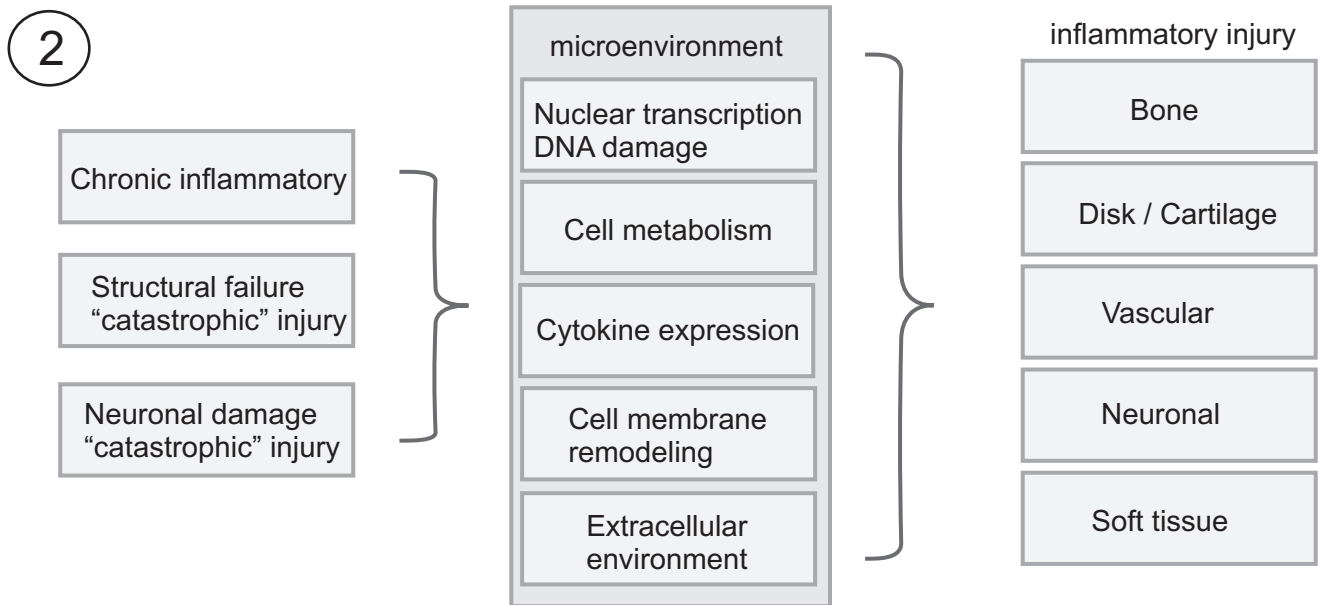 2
Chronic inflammatory
Structural failure
“catastrophic” injury
Neuronal damage
“catastrophic” injury
microenvironment
Nuclear transcription
DNA damage
Cell metabolism
Cytokine expression
Cell membrane
remodeling
Extracellular
environment
inflammatory injury
Bone
Disk / Cartilage
Vascular
Neuronal
Soft tissue